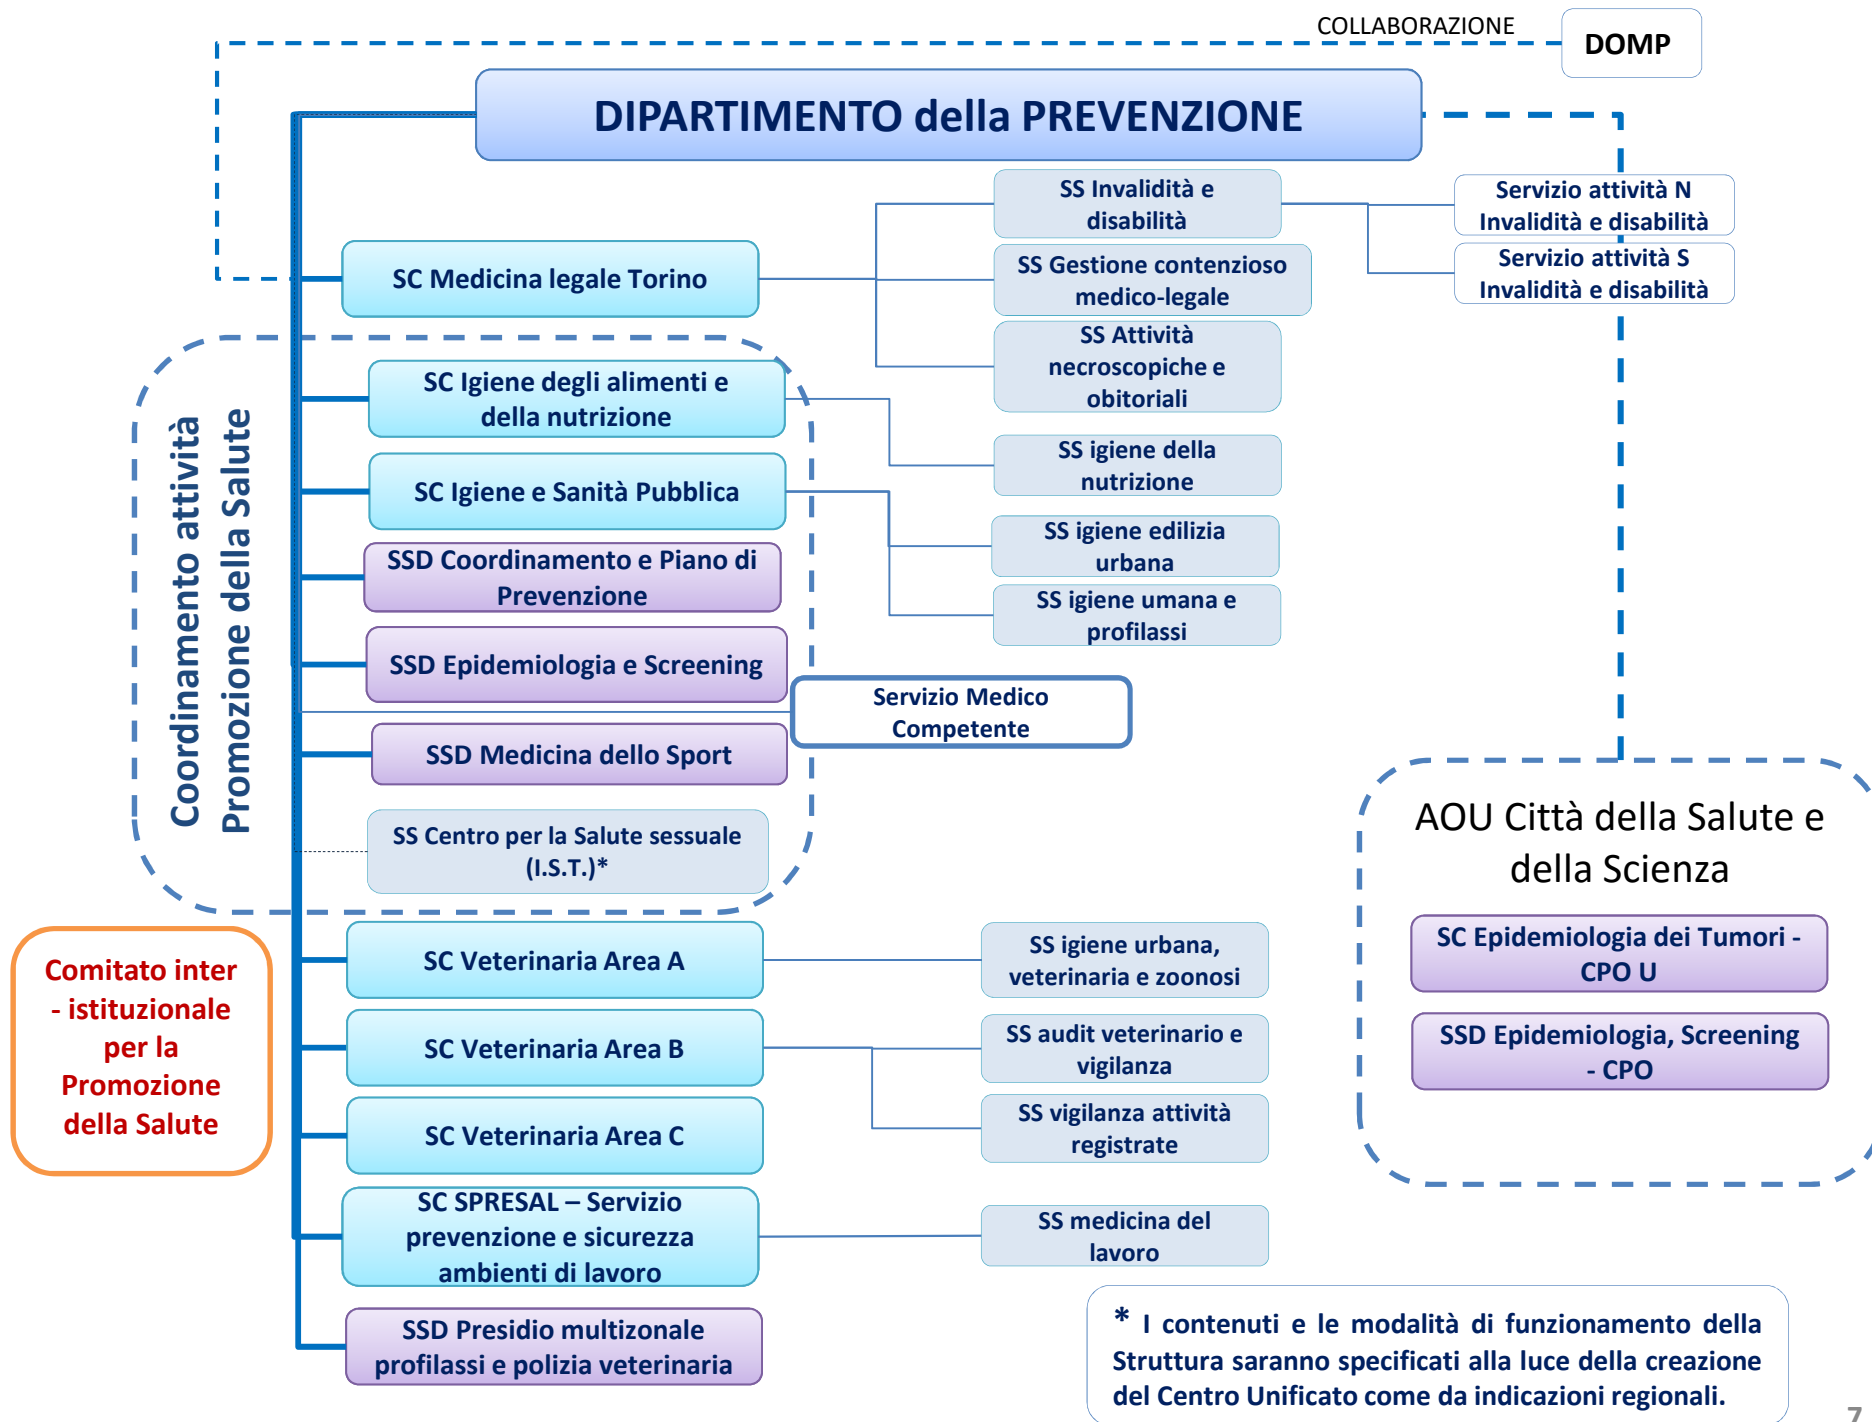 COLLABORAZIONE
DOMP
DIPARTIMENTO della PREVENZIONE
SS Invalidità e
disabilità
Servizio attività N
Invalidità e disabilità
Servizio attività S
Invalidità e disabilità
SC Medicina legale Torino
SS Gestione contenzioso
medico-legale
SS Attività
necroscopiche e
obitoriali
Coordinamento attività
Promozione della Salute
SC Igiene degli alimenti e
della nutrizione
SS igiene della
nutrizione
SC Igiene e Sanità Pubblica
SS igiene edilizia
urbana
SS igiene umana e
profilassi
SSD Coordinamento e Piano di
Prevenzione
SSD Epidemiologia e Screening
Servizio Medico
Competente
SSD Medicina dello Sport
SS Centro per la Salute sessuale
(I.S.T.)*
AOU Città della Salute e
della Scienza
SC Epidemiologia dei Tumori -
CPO U
SSD Epidemiologia, Screening
- CPO
Comitato inter
- istituzionale
per la
Promozione
della Salute
SC Veterinaria Area A
SS igiene urbana,
veterinaria e zoonosi
SC Veterinaria Area B
SS audit veterinario e
vigilanza
SS vigilanza attività
registrate
SC Veterinaria Area C
SC SPRESAL – Servizio
prevenzione e sicurezza
ambienti di lavoro
SS medicina del
lavoro
SSD Presidio multizonale
profilassi e polizia veterinaria
* I contenuti e le modalità di funzionamento della
Struttura saranno specificati alla luce della creazione
del Centro Unificato come da indicazioni regionali.
7